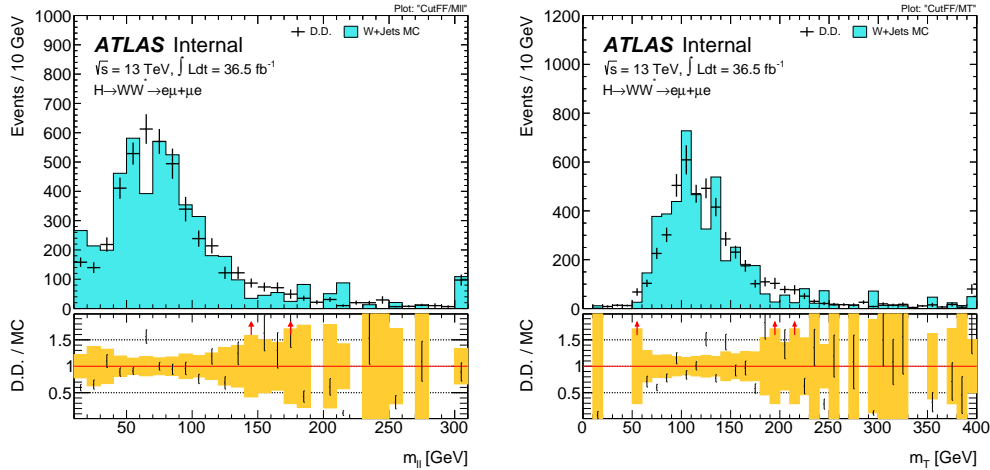 Plot: "CutFF/Mll"
ATLAS Internal
D.D.
W+Jets MC
√s = 13 TeV, ∫ Ldt = 36.5 fb⁻¹
H→WW*→eμ+μe
Events / 10 GeV
1000
900
800
700
600
500
400
300
200
100
0
D.D. / MC
1.5
1
0.5
50 100 150 200 250 300
m_ll [GeV]
Plot: "CutFF/MT"
ATLAS Internal
D.D.
W+Jets MC
√s = 13 TeV, ∫ Ldt = 36.5 fb⁻¹
H→WW*→eμ+μe
Events / 10 GeV
1200
1000
800
600
400
200
0
D.D. / MC
1.5
1
0.5
0 50 100 150 200 250 300 350 400
m_T [GeV]